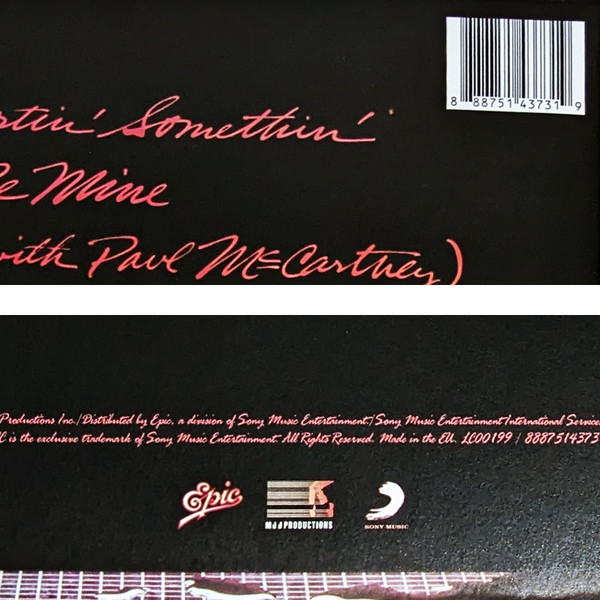 8 88751 43731 9
tin' Somethin'
Be Mine
with Paul McCartney)
Productions Inc./Distributed by Epic, a division of Sony Music Entertainment./Sony Music Entertainment International Services
C is the exclusive trademark of Sony Music Entertainment. All Rights Reserved. Made in the EU. LC00199 / 8887514373
Epic
MJJ PRODUCTIONS
SONY MUSIC